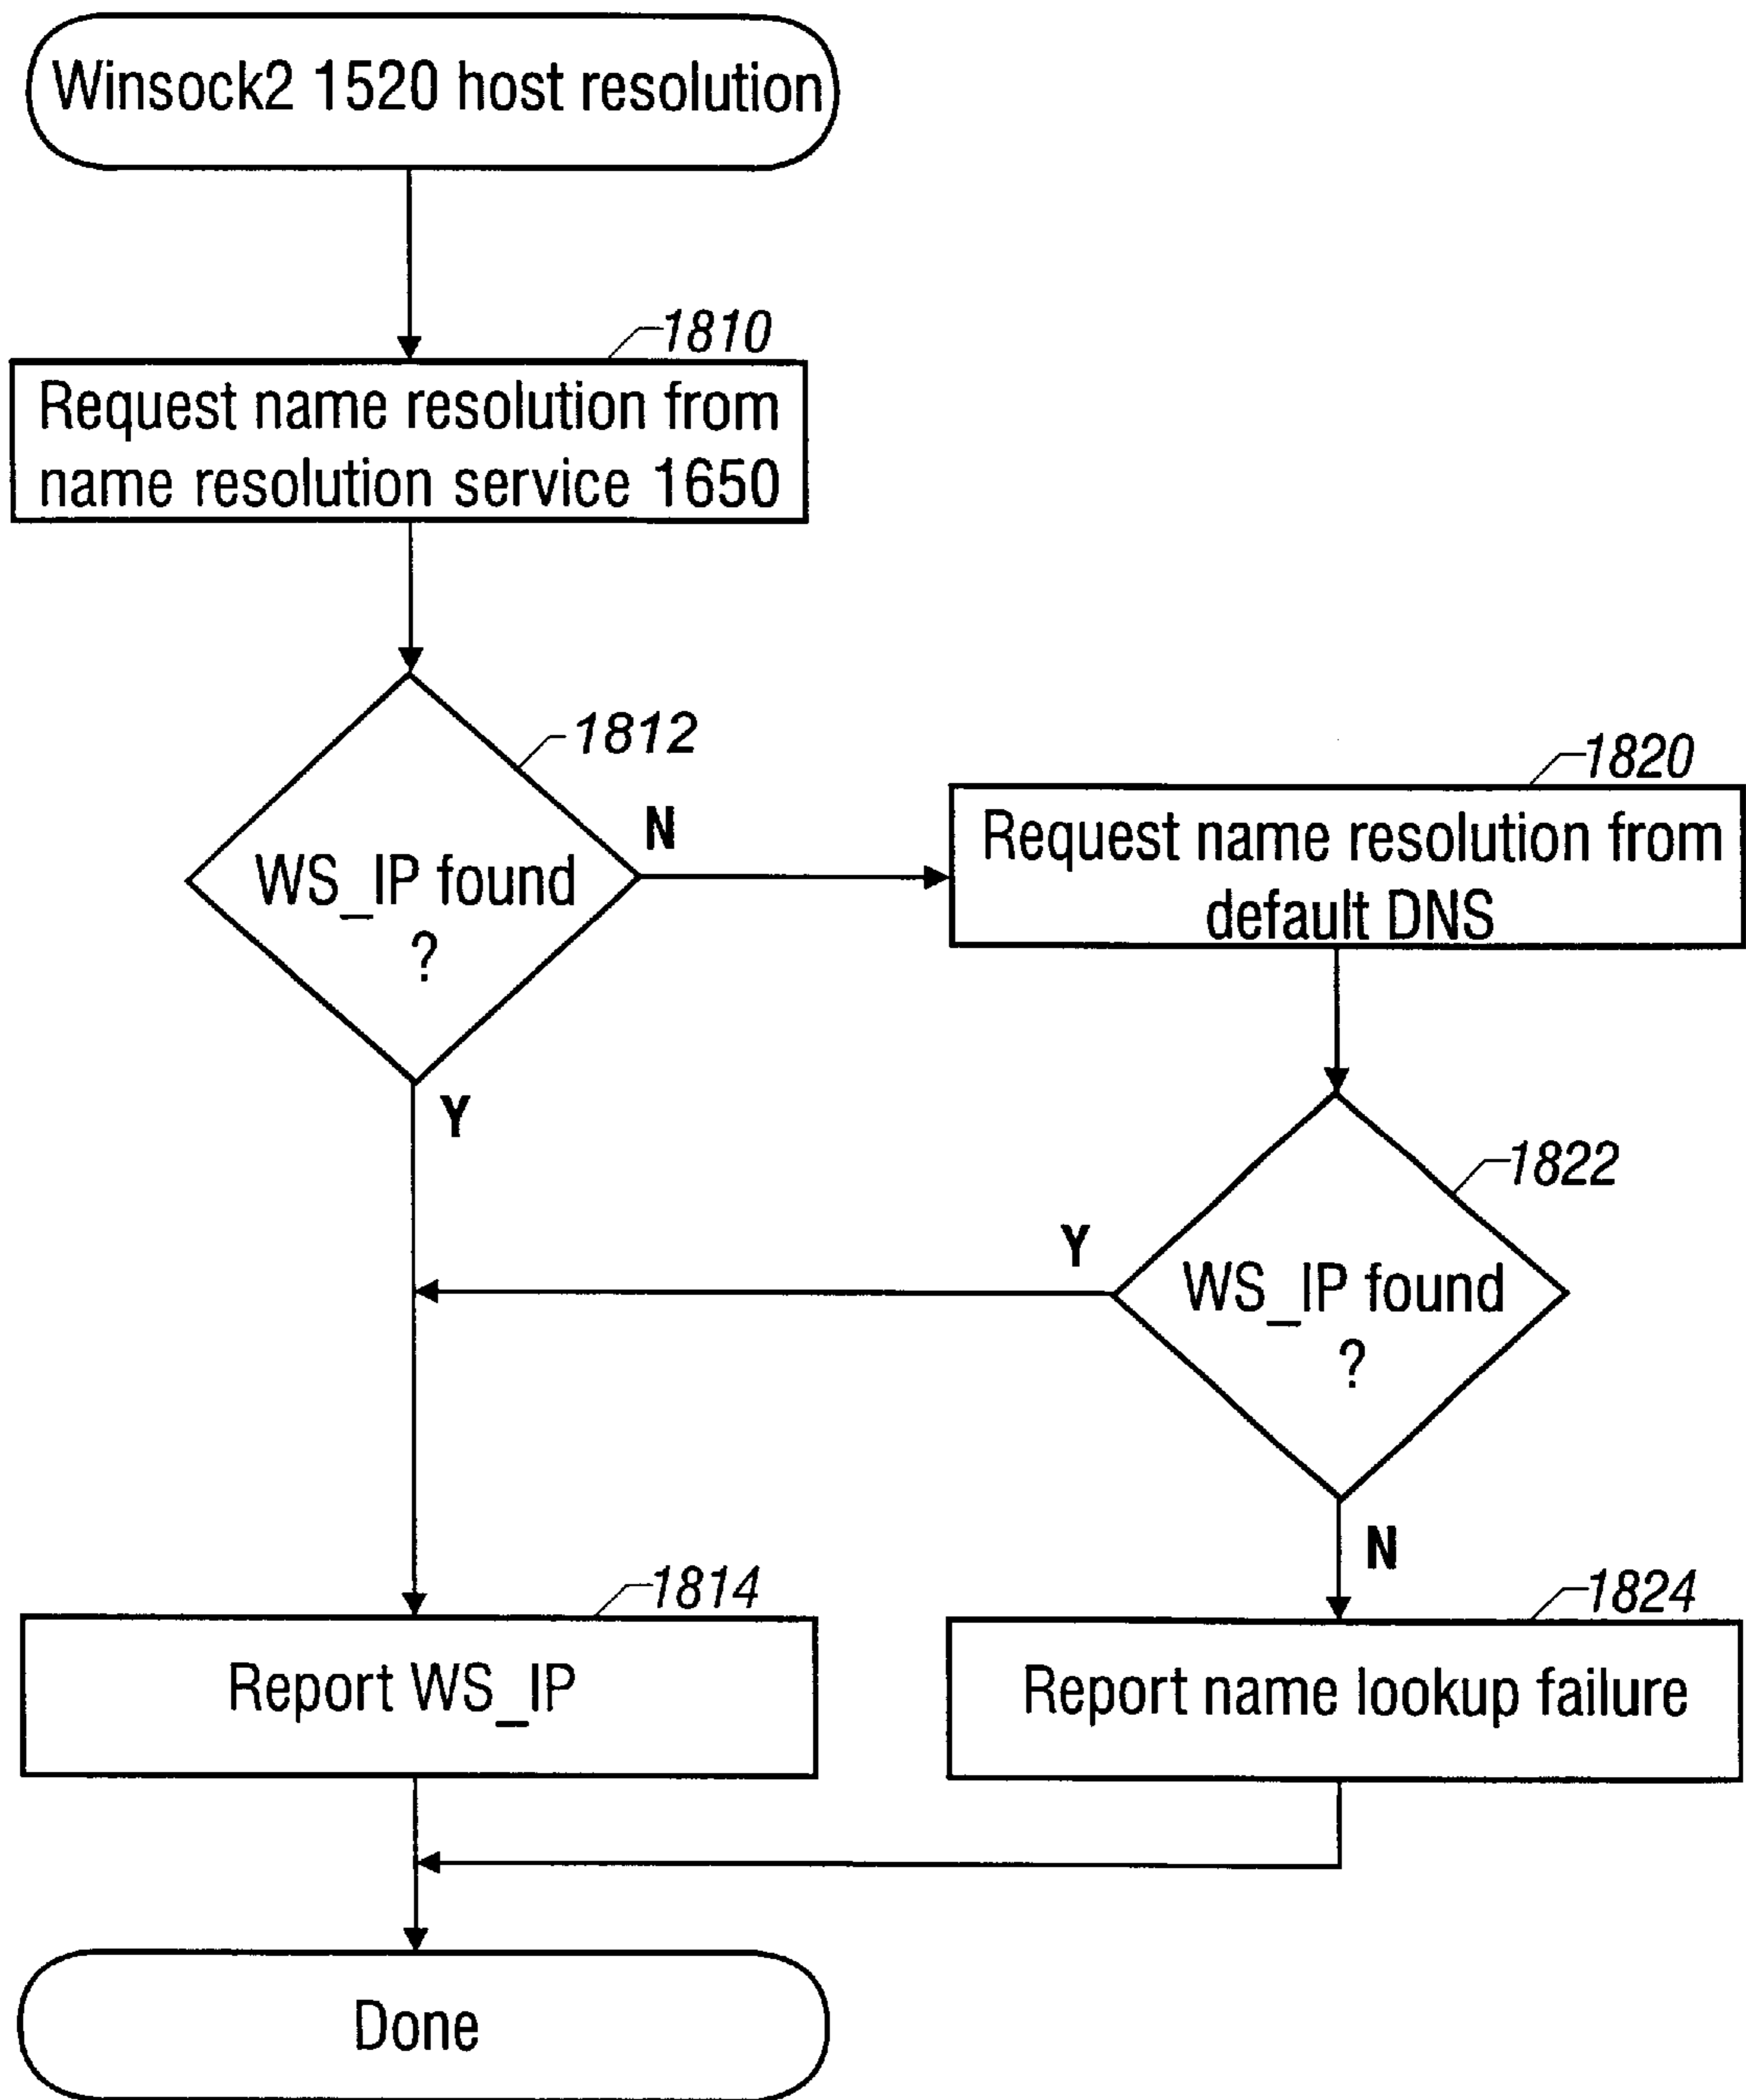 Winsock2 1520 host resolution
1810
Request name resolution from
name resolution service 1650
1812
WS_IP found
?
N
Y
1820
Request name resolution from
default DNS
1822
WS_IP found
?
Y
N
1814
Report WS_IP
1824
Report name lookup failure
Done